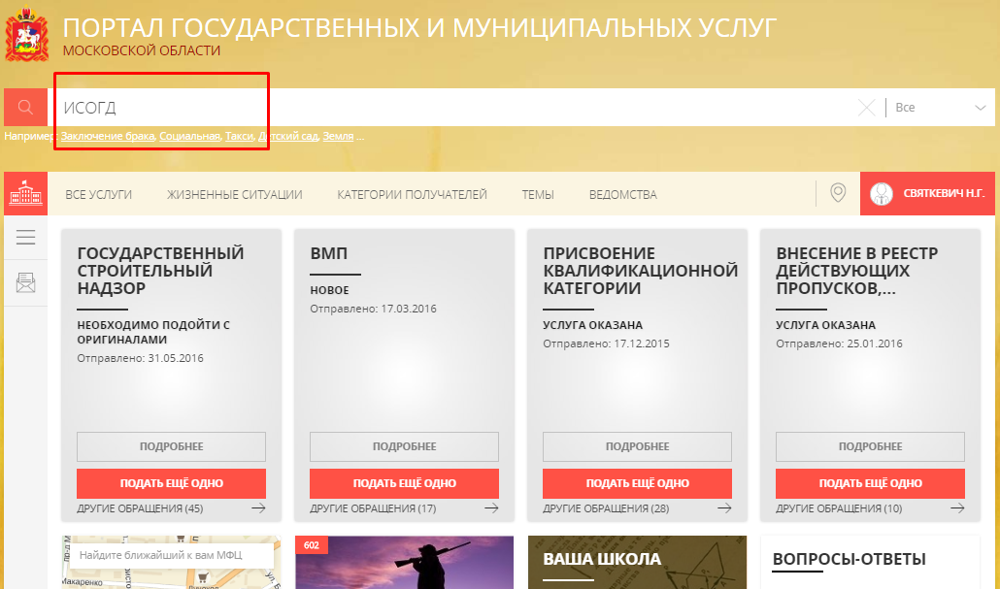 ПОРТАЛ ГОСУДАРСТВЕННЫХ И МУНИЦИПАЛЬНЫХ УСЛУГ
МОСКОВСКОЙ ОБЛАСТИ
ИСОГД
Все
Например: Заключение брака, Социальная, Такси, Детский сад, Земля ...
ВСЕ УСЛУГИ ЖИЗНЕННЫЕ СИТУАЦИИ КАТЕГОРИИ ПОЛУЧАТЕЛЕЙ ТЕМЫ ВЕДОМСТВА
СВЯТКЕВИЧ Н.Г.
ГОСУДАРСТВЕННЫЙ
СТРОИТЕЛЬНЫЙ
НАДЗОР
НЕОБХОДИМО ПОДОЙТИ С
ОРИГИНАЛАМИ
Отправлено: 31.05.2016
ПОДРОБНЕЕ
ПОДАТЬ ЕЩЁ ОДНО
ДРУГИЕ ОБРАЩЕНИЯ (45)
ВМП
НОВОЕ
Отправлено: 17.03.2016
ПОДРОБНЕЕ
ПОДАТЬ ЕЩЁ ОДНО
ДРУГИЕ ОБРАЩЕНИЯ (17)
ПРИСВОЕНИЕ
КВАЛИФИКАЦИОННОЙ
КАТЕГОРИИ
УСЛУГА ОКАЗАНА
Отправлено: 17.12.2015
ПОДРОБНЕЕ
ПОДАТЬ ЕЩЁ ОДНО
ДРУГИЕ ОБРАЩЕНИЯ (28)
ВНЕСЕНИЕ В РЕЕСТР
ДЕЙСТВУЮЩИХ
ПРОПУСКОВ,...
УСЛУГА ОКАЗАНА
Отправлено: 25.01.2016
ПОДРОБНЕЕ
ПОДАТЬ ЕЩЁ ОДНО
ДРУГИЕ ОБРАЩЕНИЯ (10)
Найдите ближайший к вам МФЦ
Макаренко
602
ВАША ШКОЛА
ВОПРОСЫ-ОТВЕТЫ